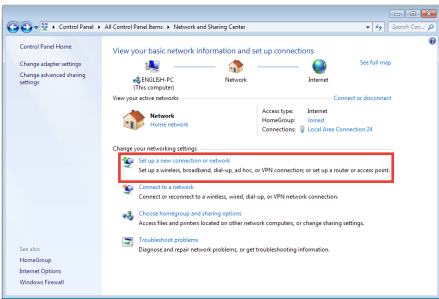 Control Panel ▸ All Control Panel Items ▸ Network and Sharing Center
Search Con...
Control Panel Home
Change adapter settings
Change advanced sharing
settings
View your basic network information and set up connections
See full map
ENGLISH-PC
(This computer)
Network
Internet
View your active networks
Connect or disconnect
Network
Home network
Access type: Internet
HomeGroup: Joined
Connections: Local Area Connection 24
Change your networking settings
Set up a new connection or network
Set up a wireless, broadband, dial-up, ad hoc, or VPN connection; or set up a router or access point.
Connect to a network
Connect or reconnect to a wireless, wired, dial-up, or VPN network connection.
Choose homegroup and sharing options
Access files and printers located on other network computers, or change sharing settings.
Troubleshoot problems
Diagnose and repair network problems, or get troubleshooting information.
See also
HomeGroup
Internet Options
Windows Firewall